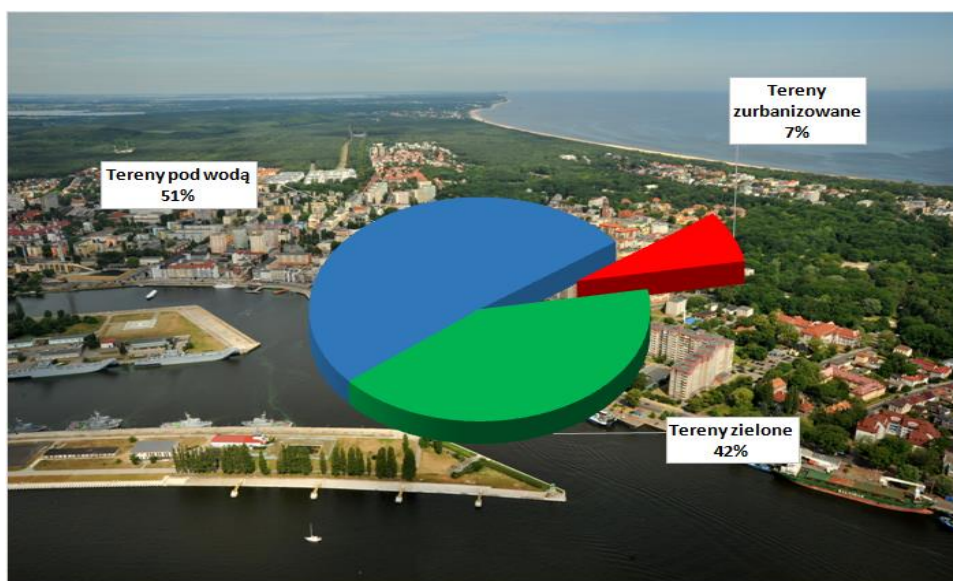 Tereny
zurbanizowane
7%
Tereny pod wodą
51%
Tereny zielone
42%